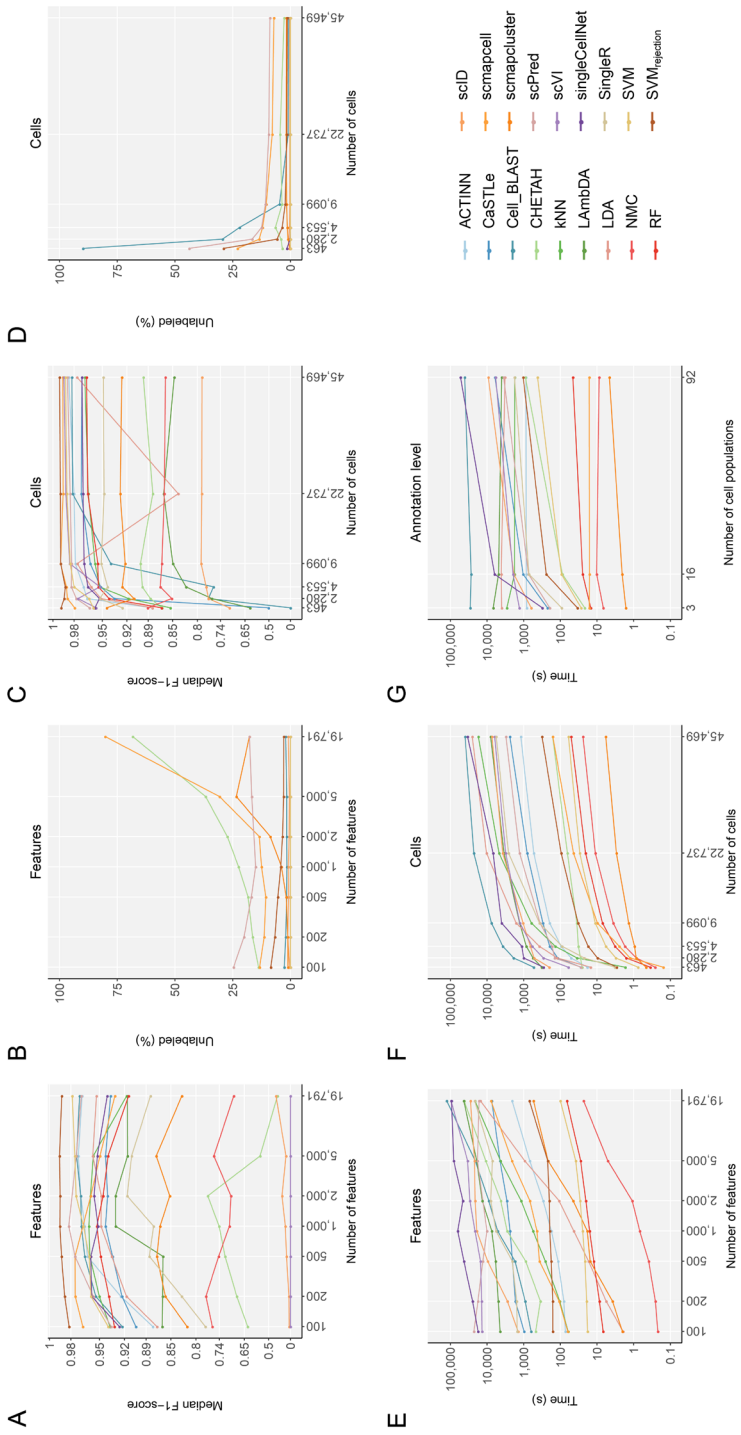 A
Features
Median F1-score
1
0.98
0.95
0.92
0.89
0.85
0.8
0.74
0.65
0.5
0
100
200
500
1,000
2,000
5,000
19,791
Number of features
B
Features
Unlabeled (%)
100
75
50
25
0
100
200
500
1,000
2,000
5,000
19,791
Number of features
C
Cells
Median F1-score
1
0.98
0.95
0.92
0.89
0.85
0.8
0.74
0.65
0.5
0
463
2,280
4,553
9,099
22,737
45,469
Number of cells
D
Cells
Unlabeled (%)
100
75
50
25
0
463
2,280
4,553
9,099
22,737
45,469
Number of cells
E
Features
Time (s)
100,000
10,000
1,000
100
10
1
0.1
100
200
500
1,000
2,000
5,000
19,791
Number of features
F
Cells
Time (s)
100,000
10,000
1,000
100
10
1
0.1
463
2,280
4,553
9,099
22,737
45,469
Number of cells
G
Annotation level
Time (s)
100,000
10,000
1,000
100
10
1
0.1
3
16
92
Number of cell populations
ACTINN
CaSTLe
Cell_BLAST
CHETAH
kNN
LAmbDA
LDA
NMC
RF
scID
scmapcell
scmapcluster
scPred
scVI
singleCellNet
SingleR
SVM
SVMrejection